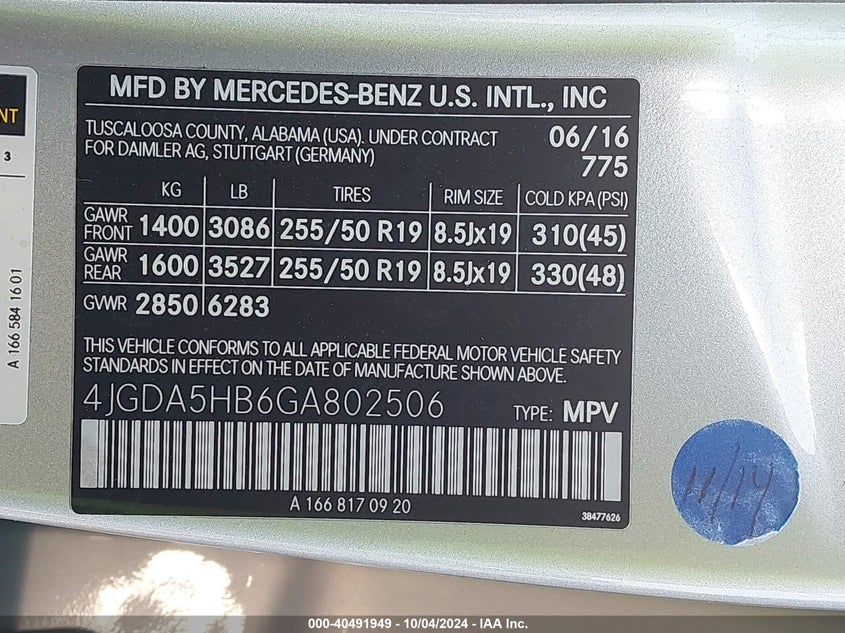 MFD BY MERCEDES-BENZ U.S. INTL., INC
TUSCALOOSA COUNTY, ALABAMA (USA). UNDER CONTRACT
FOR DAIMLER AG, STUTTGART (GERMANY)
06/16
775
KG LB TIRES RIM SIZE COLD KPA (PSI)
GAWR FRONT 1400 3086 255/50 R19 8.5Jx19 310(45)
GAWR REAR 1600 3527 255/50 R19 8.5Jx19 330(48)
GVWR 2850 6283
THIS VEHICLE CONFORMS TO ALL APPLICABLE FEDERAL MOTOR VEHICLE SAFETY
STANDARDS IN EFFECT ON THE DATE OF MANUFACTURE SHOWN ABOVE.
4JGDA5HB6GA802506 TYPE: MPV
A 166 817 09 20
38477626
NT
3
A 166 584 16 01
11/14
000-40491949 - 10/04/2024 - IAA Inc.